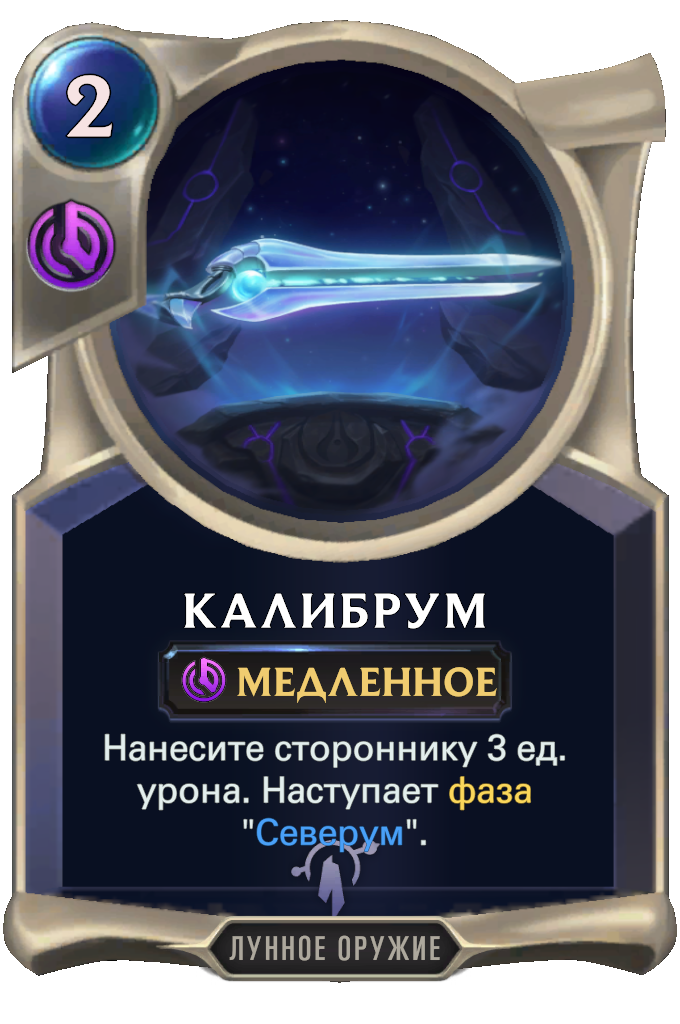 2
КАЛИБРУМ
МЕДЛЕННОЕ
Нанесите стороннику 3 ед.
урона. Наступает фаза
"Северум".
ЛУННОЕ ОРУЖИЕ